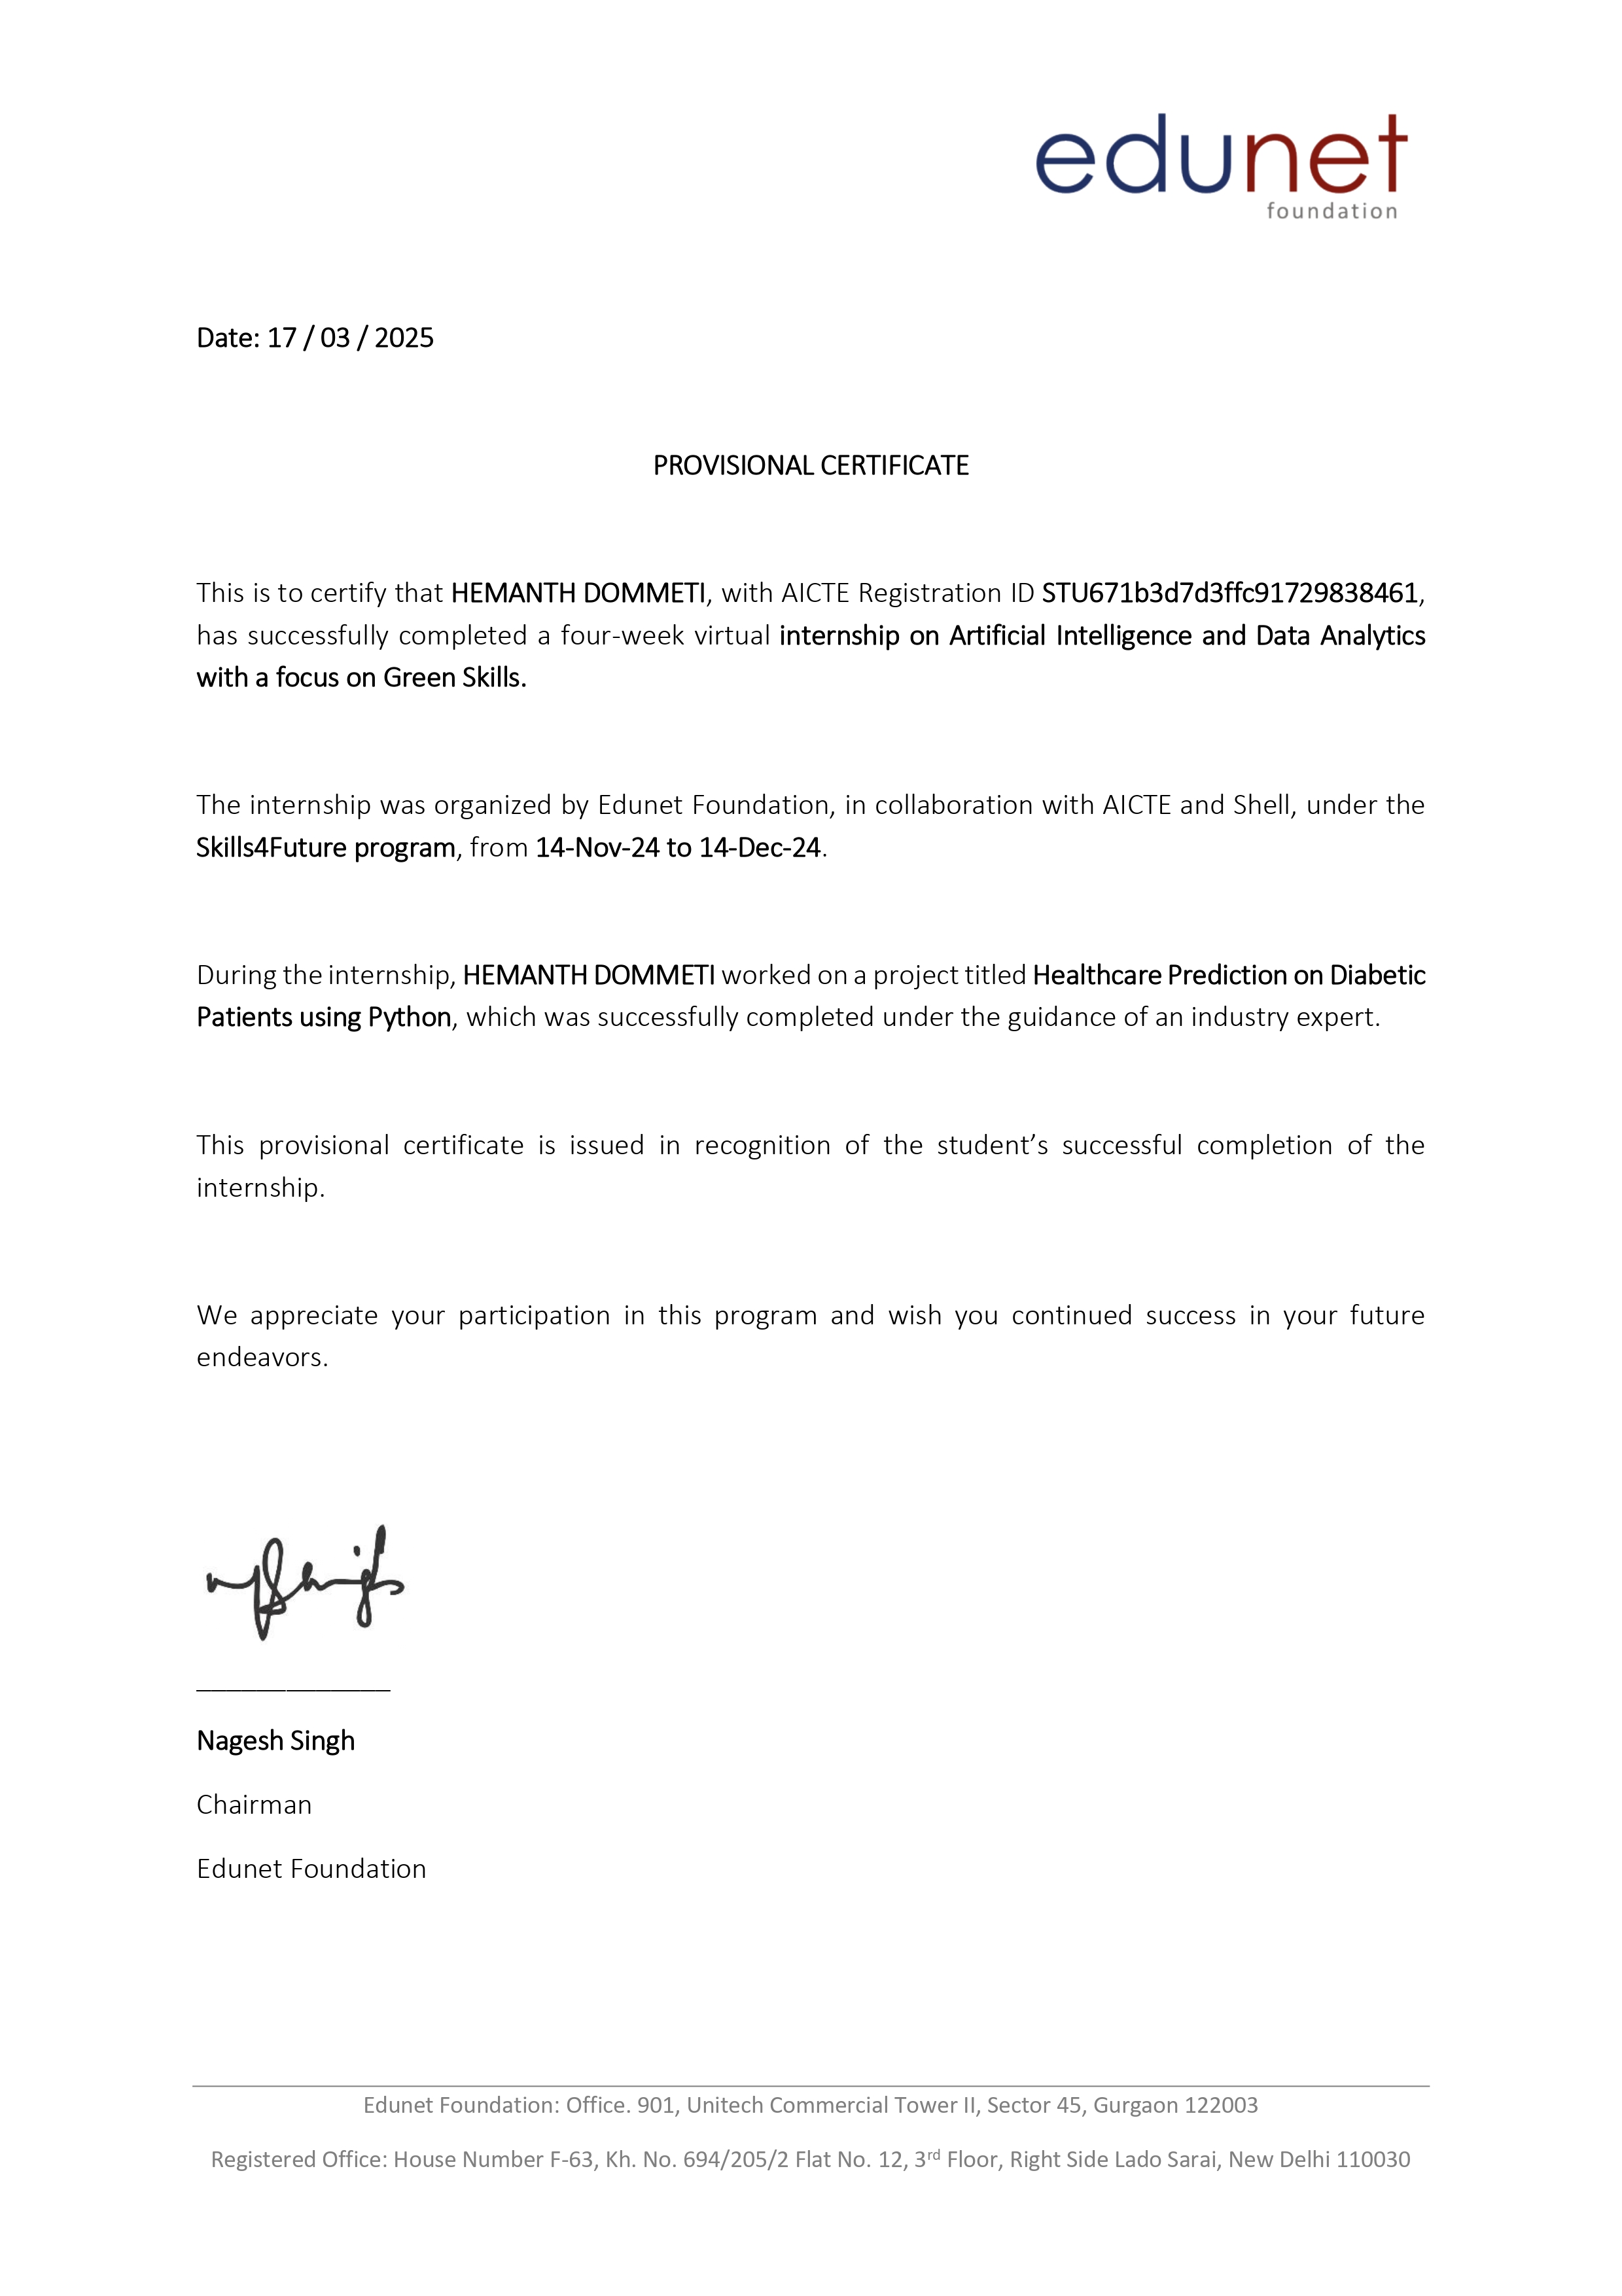 edunet
foundation
Date: 17 / 03 / 2025
PROVISIONAL CERTIFICATE
This is to certify that HEMANTH DOMMETI, with AICTE Registration ID STU671b3d7d3ffc91729838461,
has successfully completed a four-week virtual internship on Artificial Intelligence and Data Analytics
with a focus on Green Skills.
The internship was organized by Edunet Foundation, in collaboration with AICTE and Shell, under the
Skills4Future program, from 14-Nov-24 to 14-Dec-24.
During the internship, HEMANTH DOMMETI worked on a project titled Healthcare Prediction on Diabetic
Patients using Python, which was successfully completed under the guidance of an industry expert.
This provisional certificate is issued in recognition of the student’s successful completion of the
internship.
We appreciate your participation in this program and wish you continued success in your future
endeavors.
Nagesh Singh
Chairman
Edunet Foundation
Edunet Foundation: Office. 901, Unitech Commercial Tower II, Sector 45, Gurgaon 122003
Registered Office: House Number F-63, Kh. No. 694/205/2 Flat No. 12, 3rd Floor, Right Side Lado Sarai, New Delhi 110030